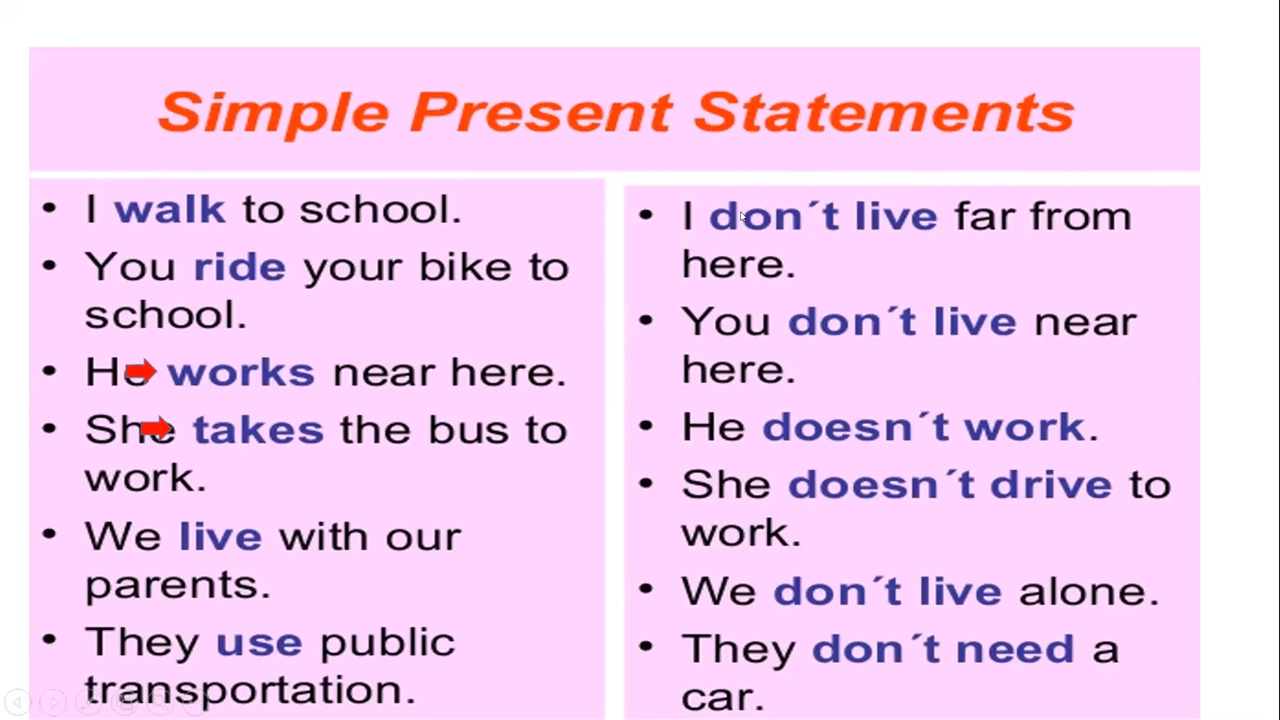 Simple Present Statements
• I walk to school.
• You ride your bike to
school.
• He works near here.
• She takes the bus to
work.
• We live with our
parents.
• They use public
transportation.
• I don´t live far from
here.
• You don´t live near
here.
• He doesn´t work.
• She doesn´t drive to
work.
• We don´t live alone.
• They don´t need a
car.